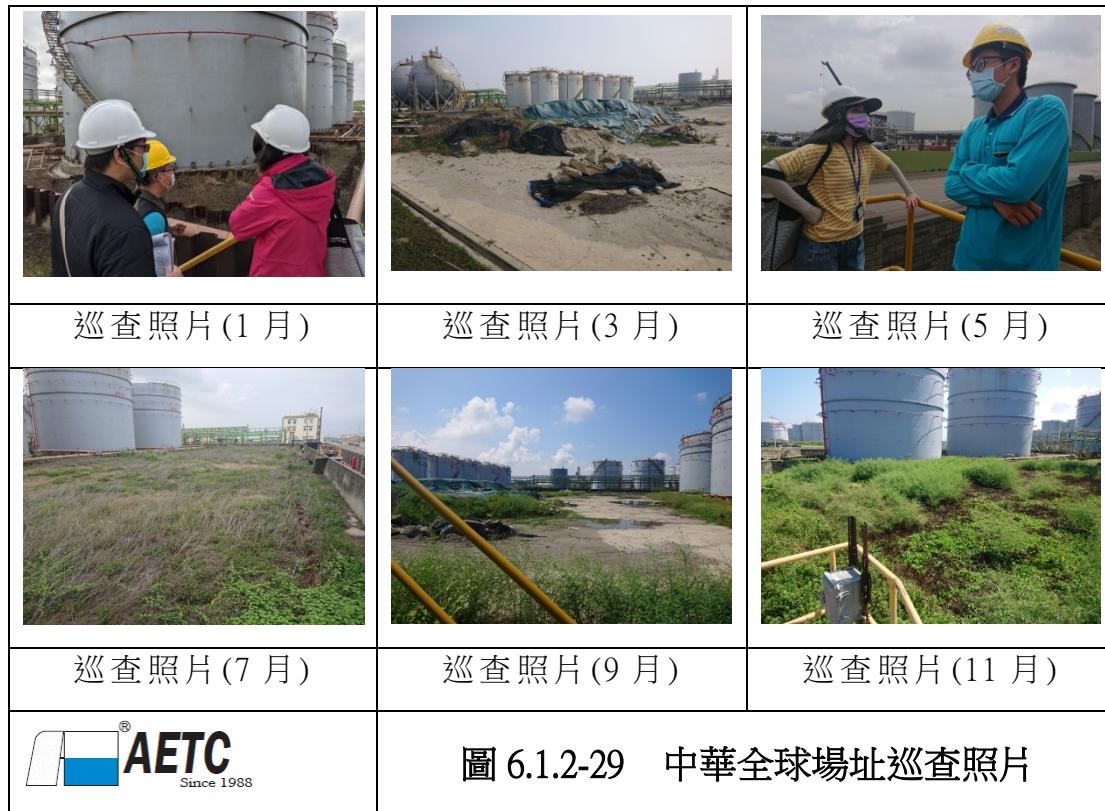 巡查照片(1 月)
巡查照片(3 月)
巡查照片(5 月)
巡查照片(7 月)
巡查照片(9 月)
巡查照片(11 月)
®
AETC
Since 1988
圖 6.1.2-29 中華全球場址巡查照片